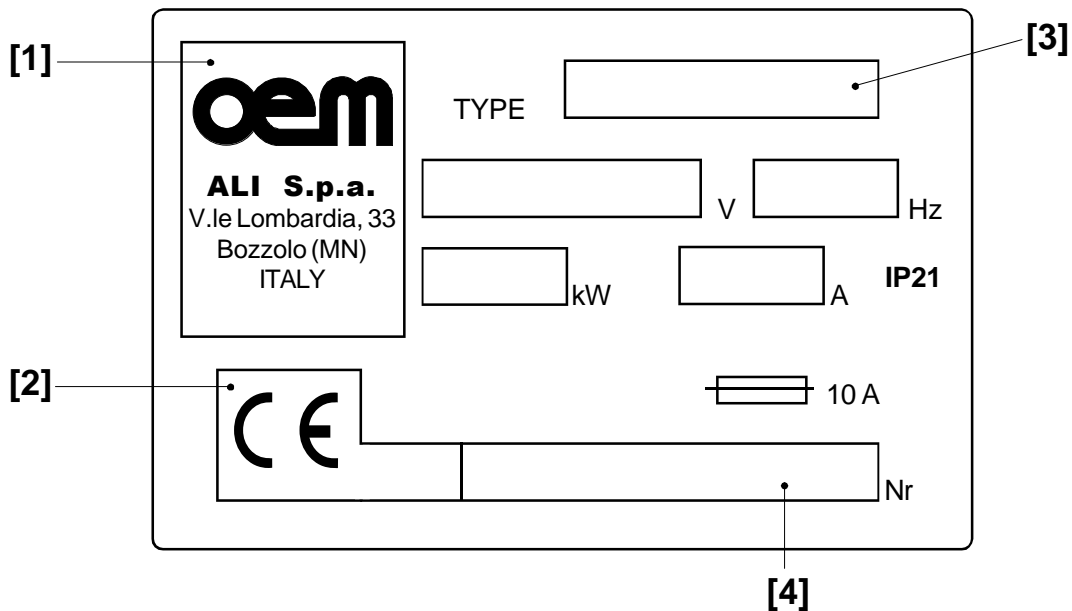 [1]
[3]
oem
TYPE
ALI S.p.a.
V.le Lombardia, 33
Bozzolo (MN)
ITALY
V
Hz
kW
A
IP21
[2]
CE
10 A
Nr
[4]